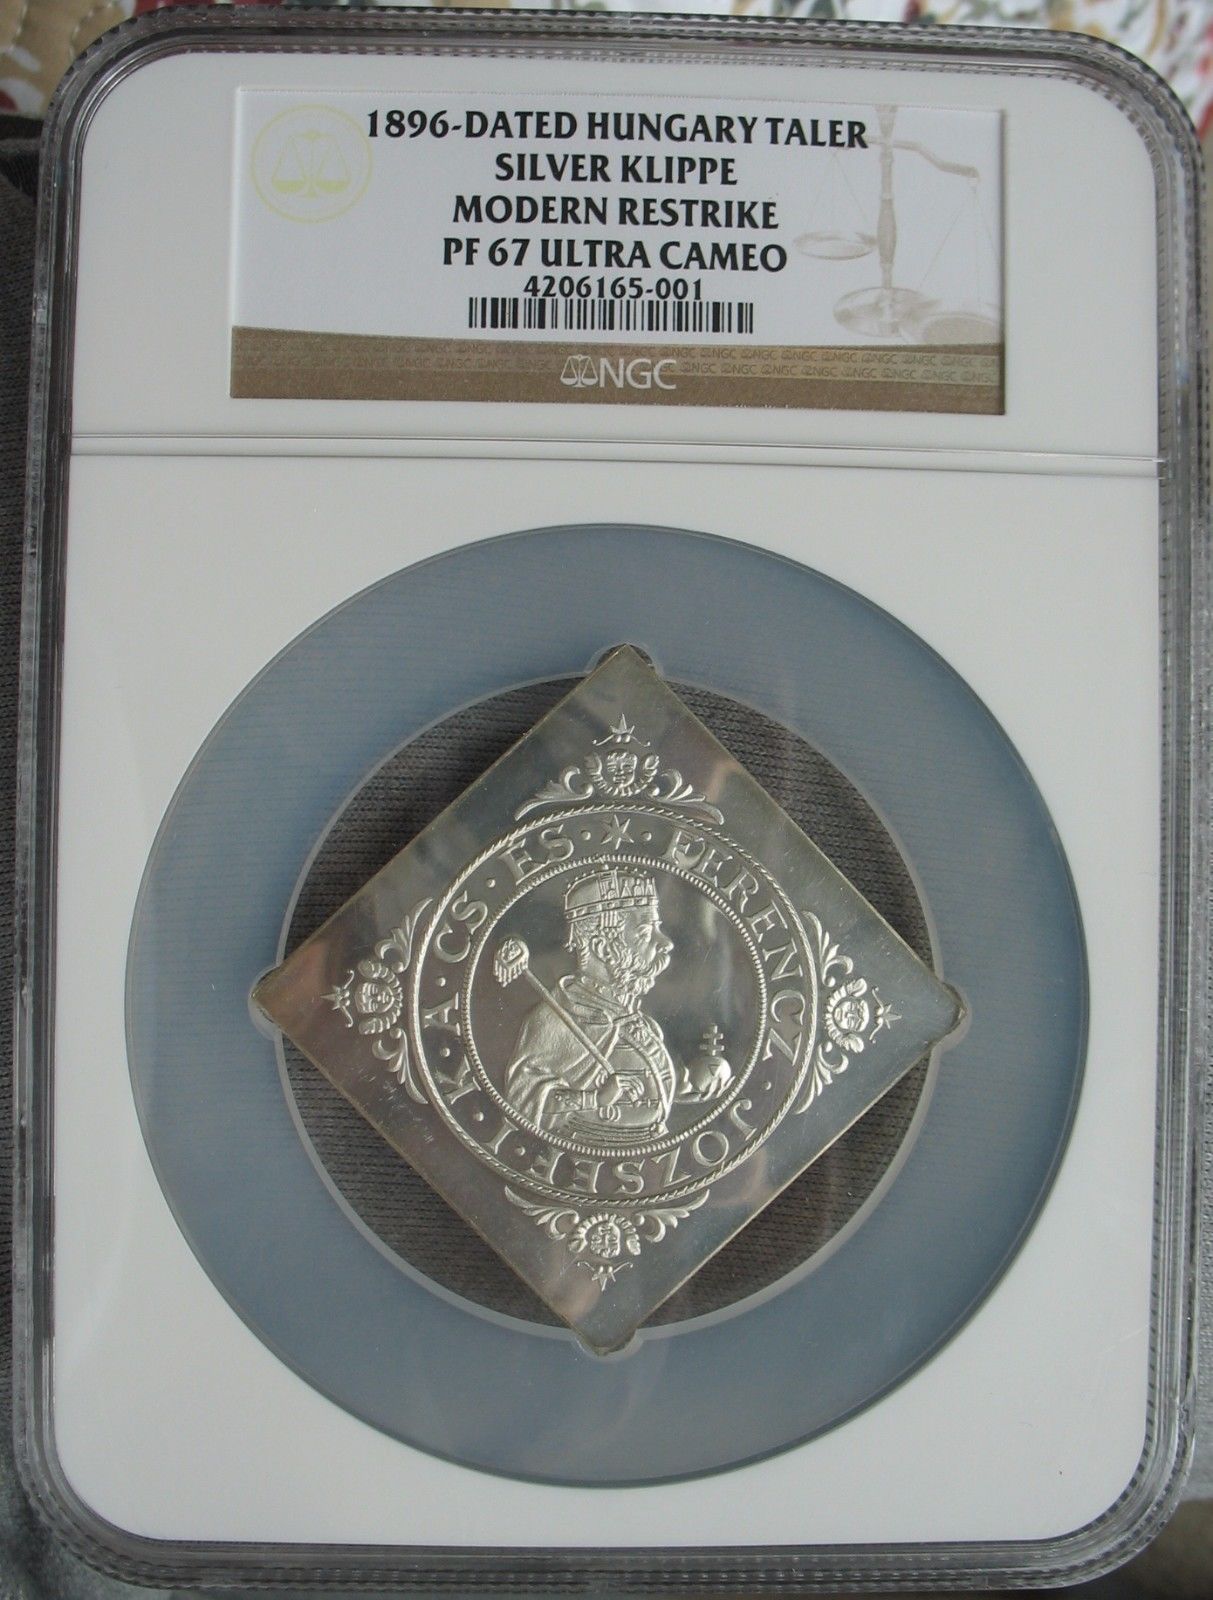 1896-DATED HUNGARY TALER
SILVER KLIPPE
MODERN RESTRIKE
PF 67 ULTRA CAMEO
4206165-001
NGC
FERENCZ · JOZSEF · I · K · A · CS · ES ·